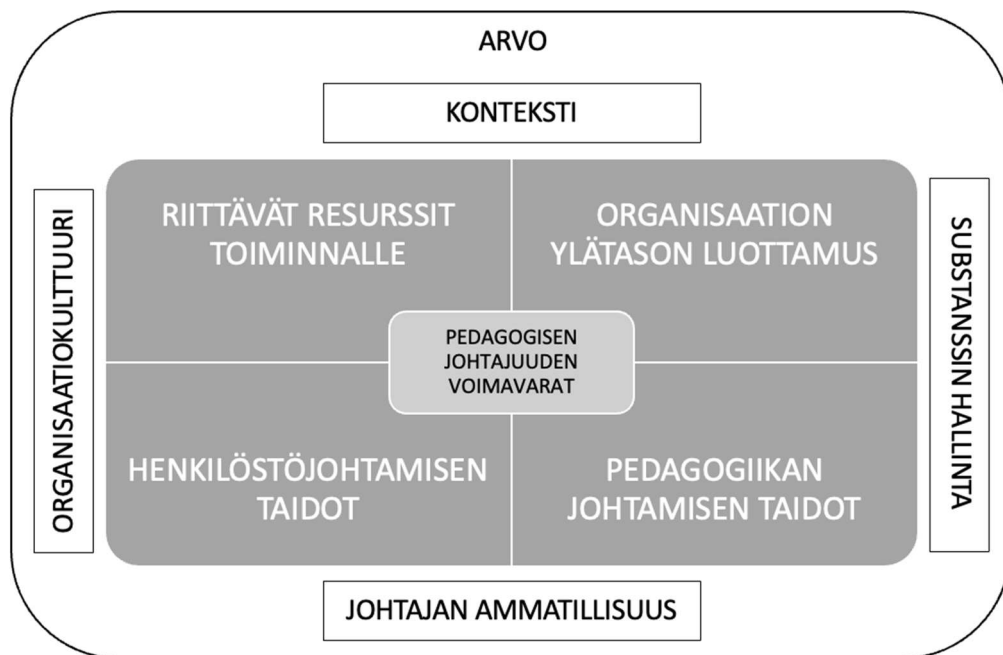 ARVO
KONTEKSTI
ORGANISAATIOKULTTUURI
RIITTÄVÄT RESURSSIT
TOIMINNALLE
ORGANISAATION
YLÄTASON LUOTTAMUS
SUBSTANSSIN HALLINTA
PEDAGOGISEN
JOHTAJUUDEN
VOIMAVARAT
HENKILÖSTÖJOHTAMISEN
TAIDOT
PEDAGOGIIKAN
JOHTAMISEN TAIDOT
JOHTAJAN AMMATILLISUUS